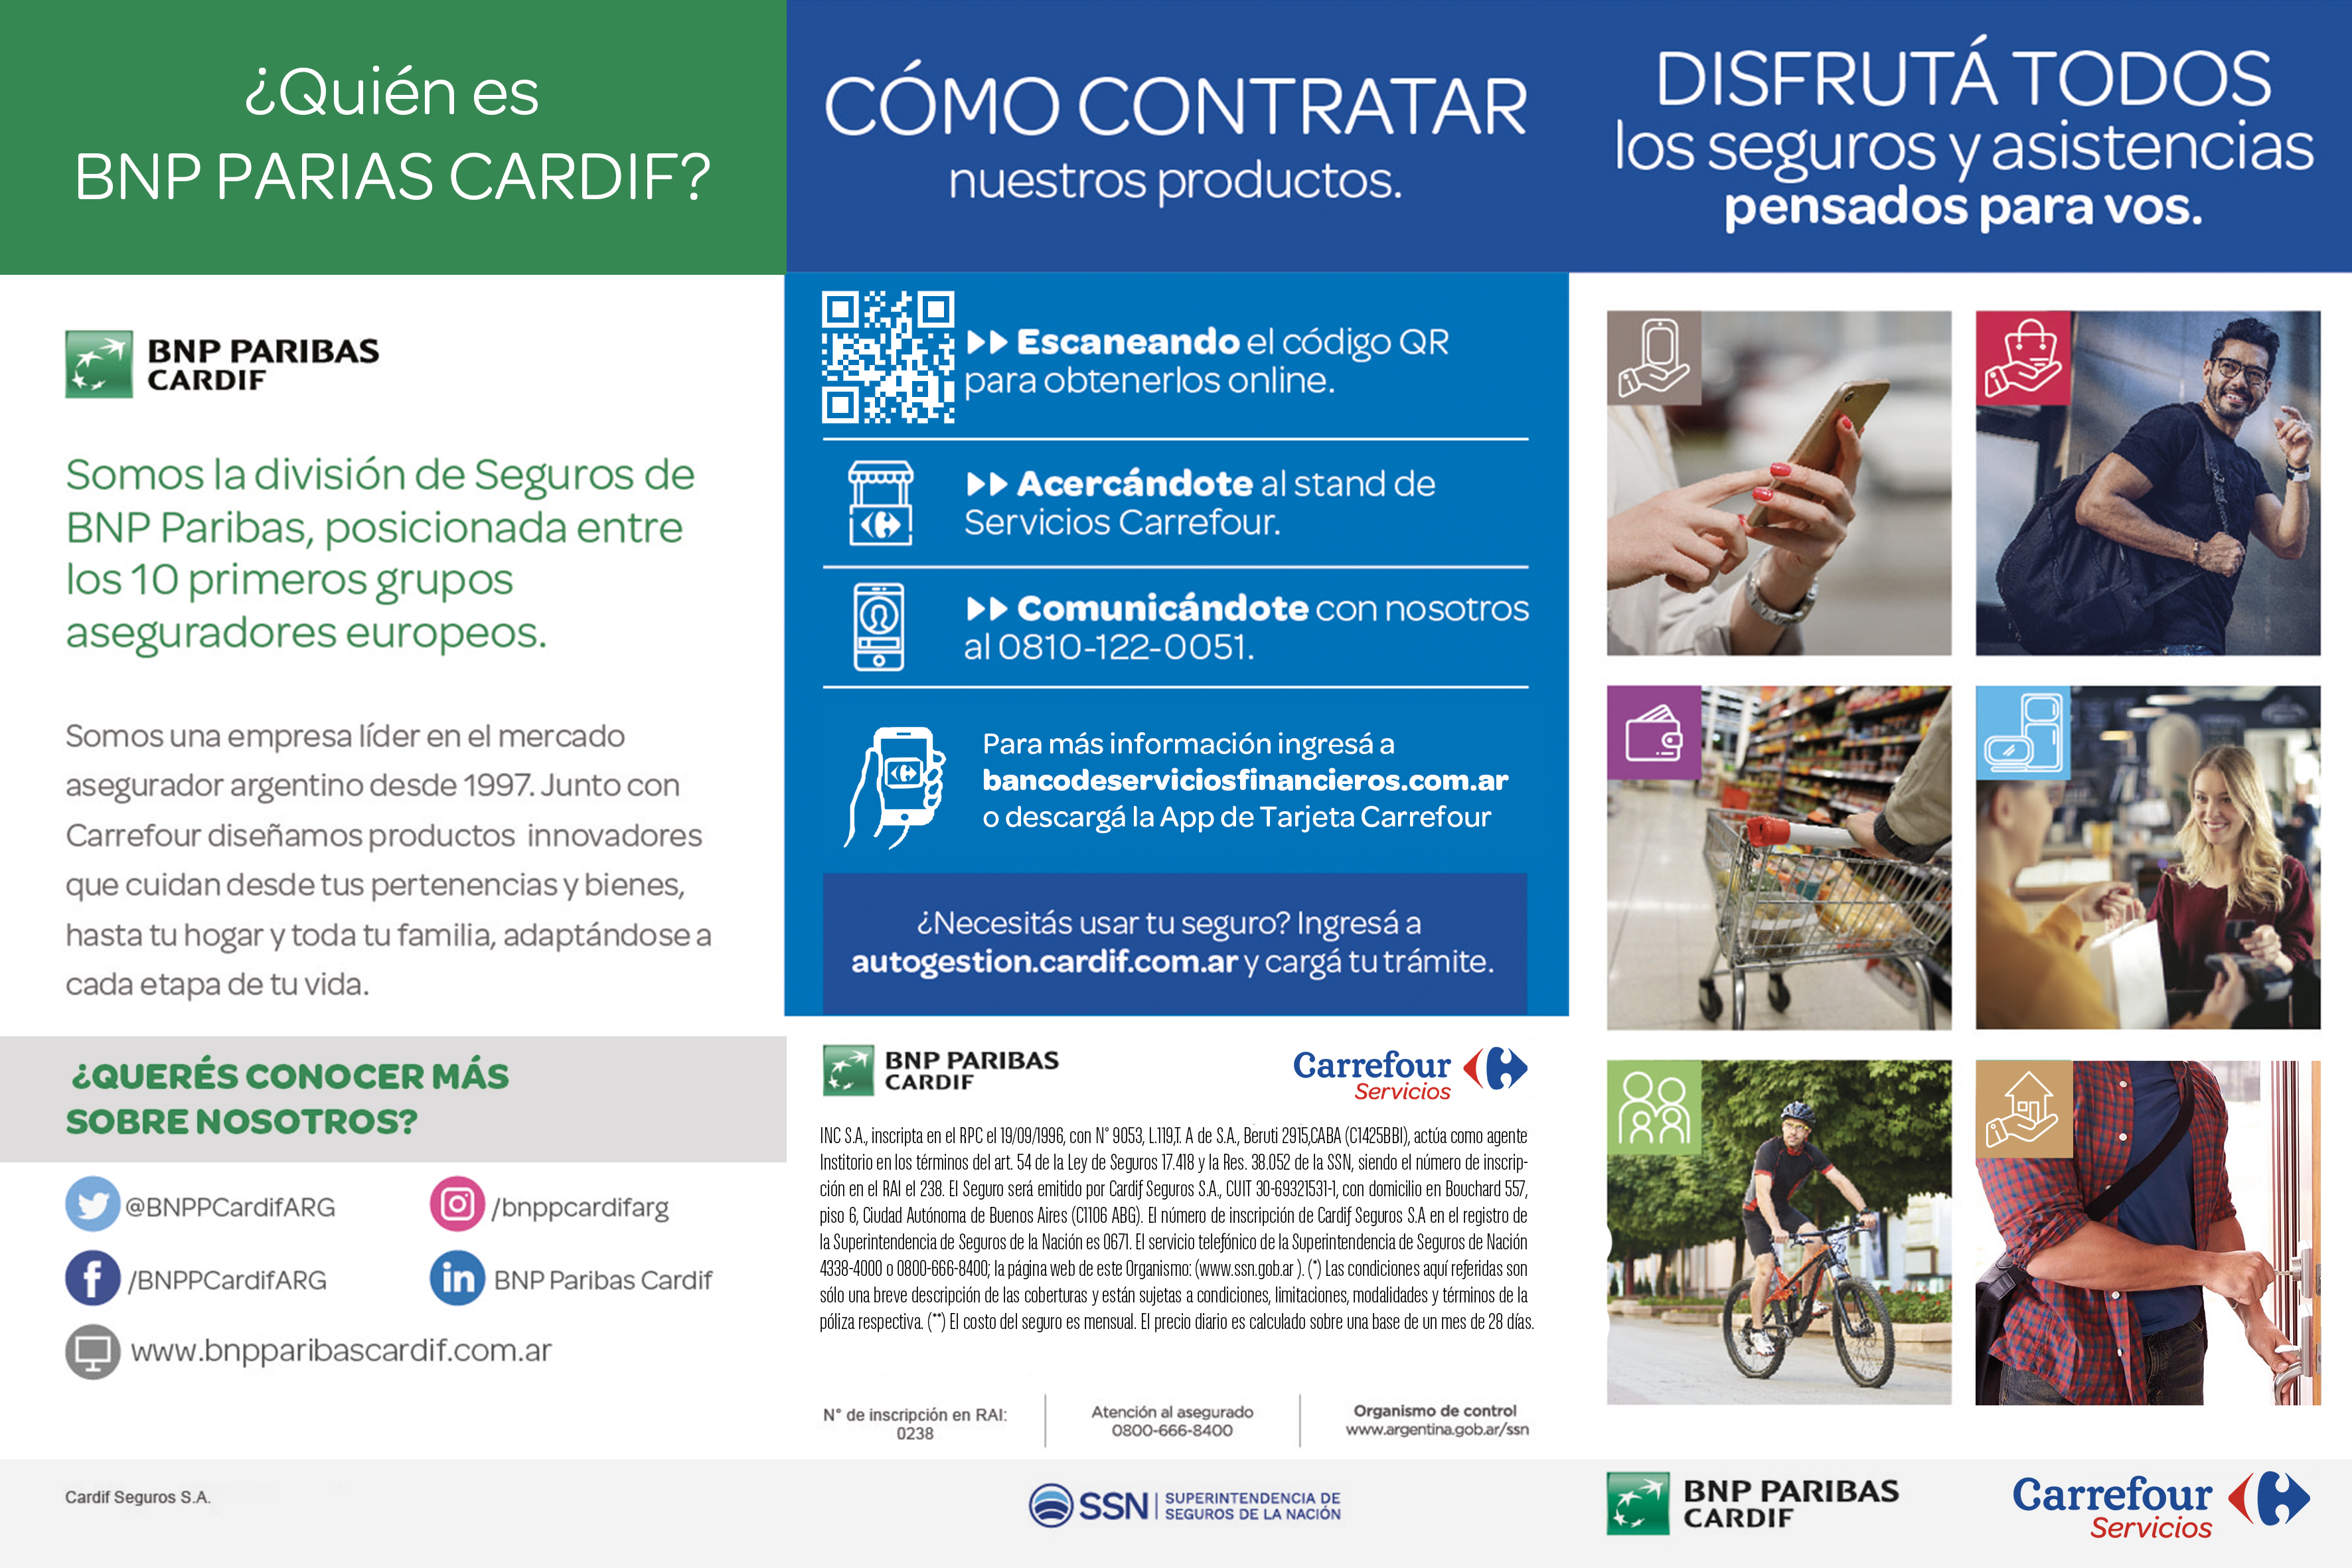 ¿Quién es
BNP PARIAS CARDIF?
BNP PARIBAS
CARDIF
Somos la división de Seguros de
BNP Paribas, posicionada entre
los 10 primeros grupos
aseguradores europeos.
Somos una empresa líder en el mercado
asegurador argentino desde 1997. Junto con
Carrefour diseñamos productos innovadores
que cuidan desde tus pertenencias y bienes,
hasta tu hogar y toda tu familia, adaptándose a
cada etapa de tu vida.
¿QUERÉS CONOCER MÁS
SOBRE NOSOTROS?
@BNPPCardifARG
/bnppcardifarg
/BNPPCardifARG
BNP Paribas Cardif
www.bnpparibascardif.com.ar
Cardif Seguros S.A.
CÓMO CONTRATAR
nuestros productos.
Escaneando el código QR
para obtenerlos online.
Acercándote al stand de
Servicios Carrefour.
Comunicándote con nosotros
al 0810-122-0051.
Para más información ingresá a
bancodeserviciosfinancieros.com.ar
o descargá la App de Tarjeta Carrefour
¿Necesitás usar tu seguro? Ingresá a
autogestion.cardif.com.ar y cargá tu trámite.
BNP PARIBAS
CARDIF
Carrefour
Servicios
INC S.A., inscripta en el RPC el 19/09/1996, con N° 9053, L.119,T. A de S.A., Beruti 2915,CABA (C1425BBI), actúa como agente
Institorio en los términos del art. 54 de la Ley de Seguros 17.418 y la Res. 38.052 de la SSN, siendo el número de inscrip-
ción en el RAI el 238. El Seguro será emitido por Cardif Seguros S.A., CUIT 30-69321531-1, con domicilio en Bouchard 557,
piso 6, Ciudad Autónoma de Buenos Aires (C1106 ABG). El número de inscripción de Cardif Seguros S.A en el registro de
la Superintendencia de Seguros de la Nación es 0671. El servicio telefónico de la Superintendencia de Seguros de Nación
4338-4000 o 0800-666-8400; la página web de este Organismo: (www.ssn.gob.ar ). (*) Las condiciones aquí referidas son
sólo una breve descripción de las coberturas y están sujetas a condiciones, limitaciones, modalidades y términos de la
póliza respectiva. (**) El costo del seguro es mensual. El precio diario es calculado sobre una base de un mes de 28 días.
N° de inscripción en RAI:
0238
Atención al asegurado
0800-666-8400
Organismo de control
www.argentina.gob.ar/ssn
SSN
SUPERINTENDENCIA DE
SEGUROS DE LA NACIÓN
DISFRUTÁ TODOS
los seguros y asistencias
pensados para vos.
BNP PARIBAS
CARDIF
Carrefour
Servicios